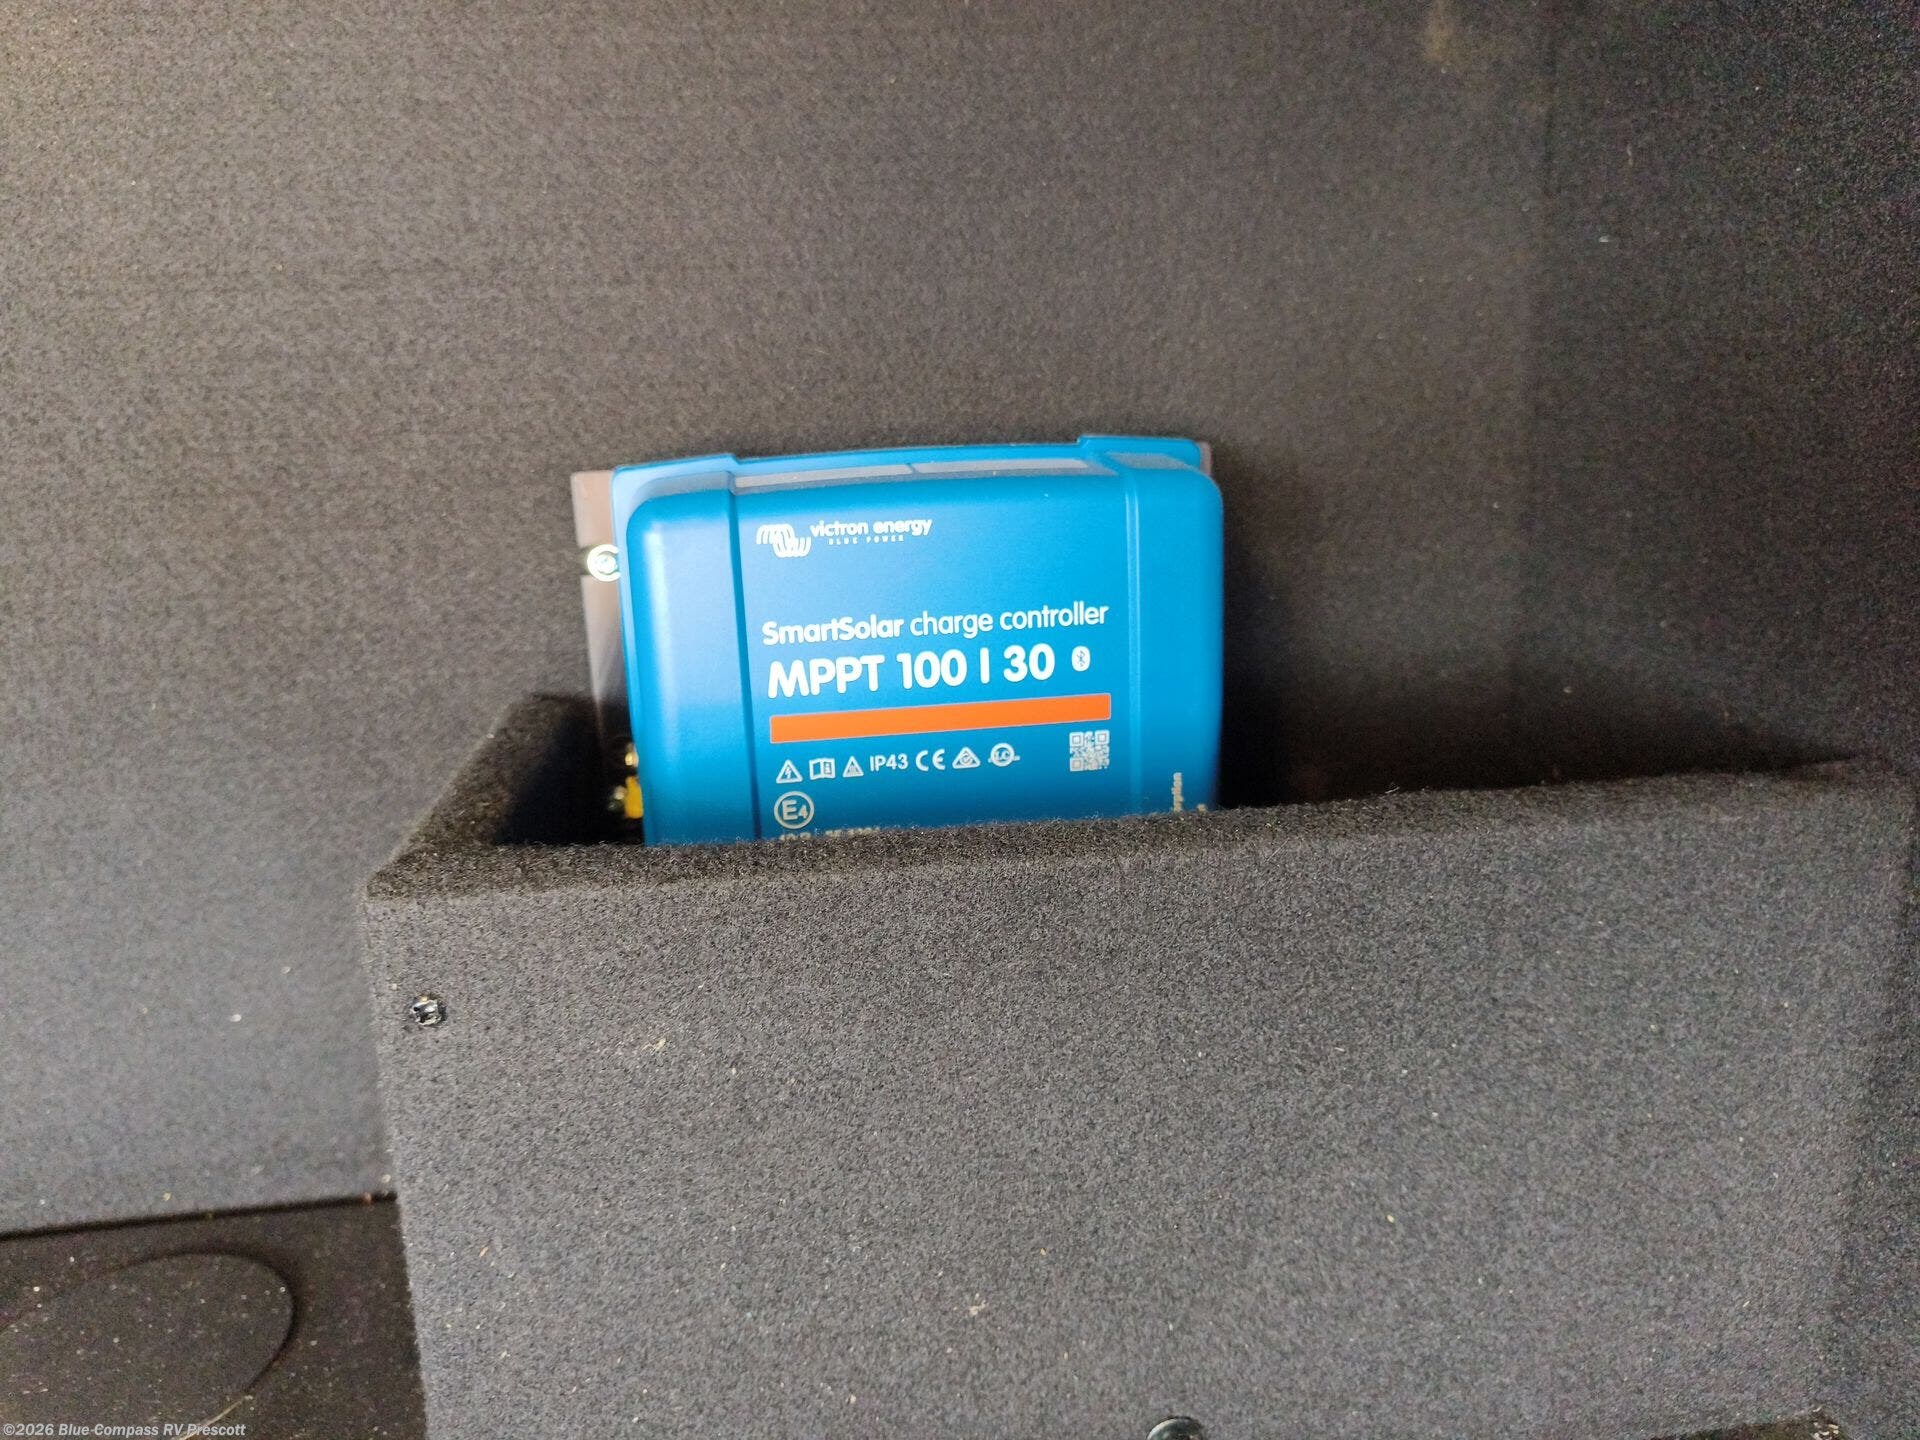 victron energy
BLUE POWER
SmartSolar charge controller
MPPT 100 | 30
IP43 CE
E4
©2026 Blue Compass RV Prescott